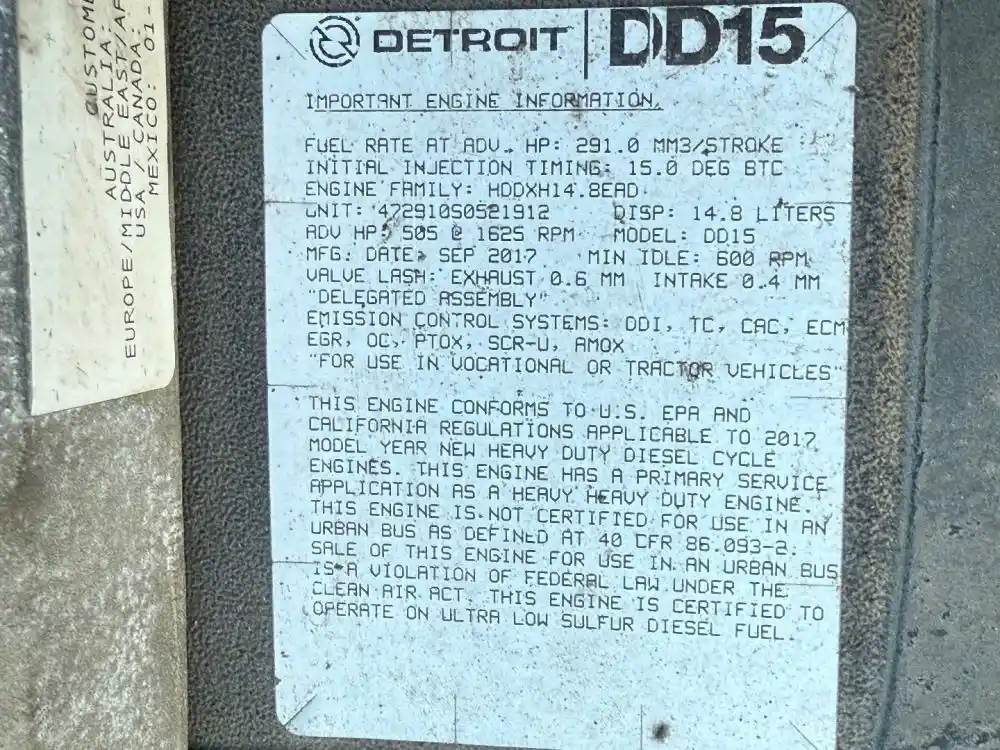 CUSTOME
AUSTRALIA:
EUROPE/MIDDLE EAST/AF
USA/CANADA:
MEXICO: 01-
DETROIT DD15
IMPORTANT ENGINE INFORMATION.
FUEL RATE AT ADV. HP: 291.0 MM3/STROKE
INITIAL INJECTION TIMING: 15.0 DEG BTC
ENGINE FAMILY: HDDXH14.8EAD
UNIT: 472910S0521912 DISP: 14.8 LITERS
ADV HP: 505 @ 1625 RPM MODEL: DD15
MFG. DATE: SEP 2017 MIN IDLE: 600 RPM
VALVE LASH: EXHAUST 0.6 MM INTAKE 0.4 MM
"DELEGATED ASSEMBLY"
EMISSION CONTROL SYSTEMS: DDI, TC, CAC, ECM
EGR, OC, PTOX, SCR-U, AMOX
"FOR USE IN VOCATIONAL OR TRACTOR VEHICLES"
THIS ENGINE CONFORMS TO U.S. EPA AND
CALIFORNIA REGULATIONS APPLICABLE TO 2017
MODEL YEAR NEW HEAVY DUTY DIESEL CYCLE
ENGINES. THIS ENGINE HAS A PRIMARY SERVICE
APPLICATION AS A HEAVY HEAVY DUTY ENGINE.
THIS ENGINE IS NOT CERTIFIED FOR USE IN AN
URBAN BUS AS DEFINED AT 40 CFR 86.093-2.
SALE OF THIS ENGINE FOR USE IN AN URBAN BUS
IS A VIOLATION OF FEDERAL LAW UNDER THE
CLEAN AIR ACT. THIS ENGINE IS CERTIFIED TO
OPERATE ON ULTRA LOW SULFUR DIESEL FUEL.